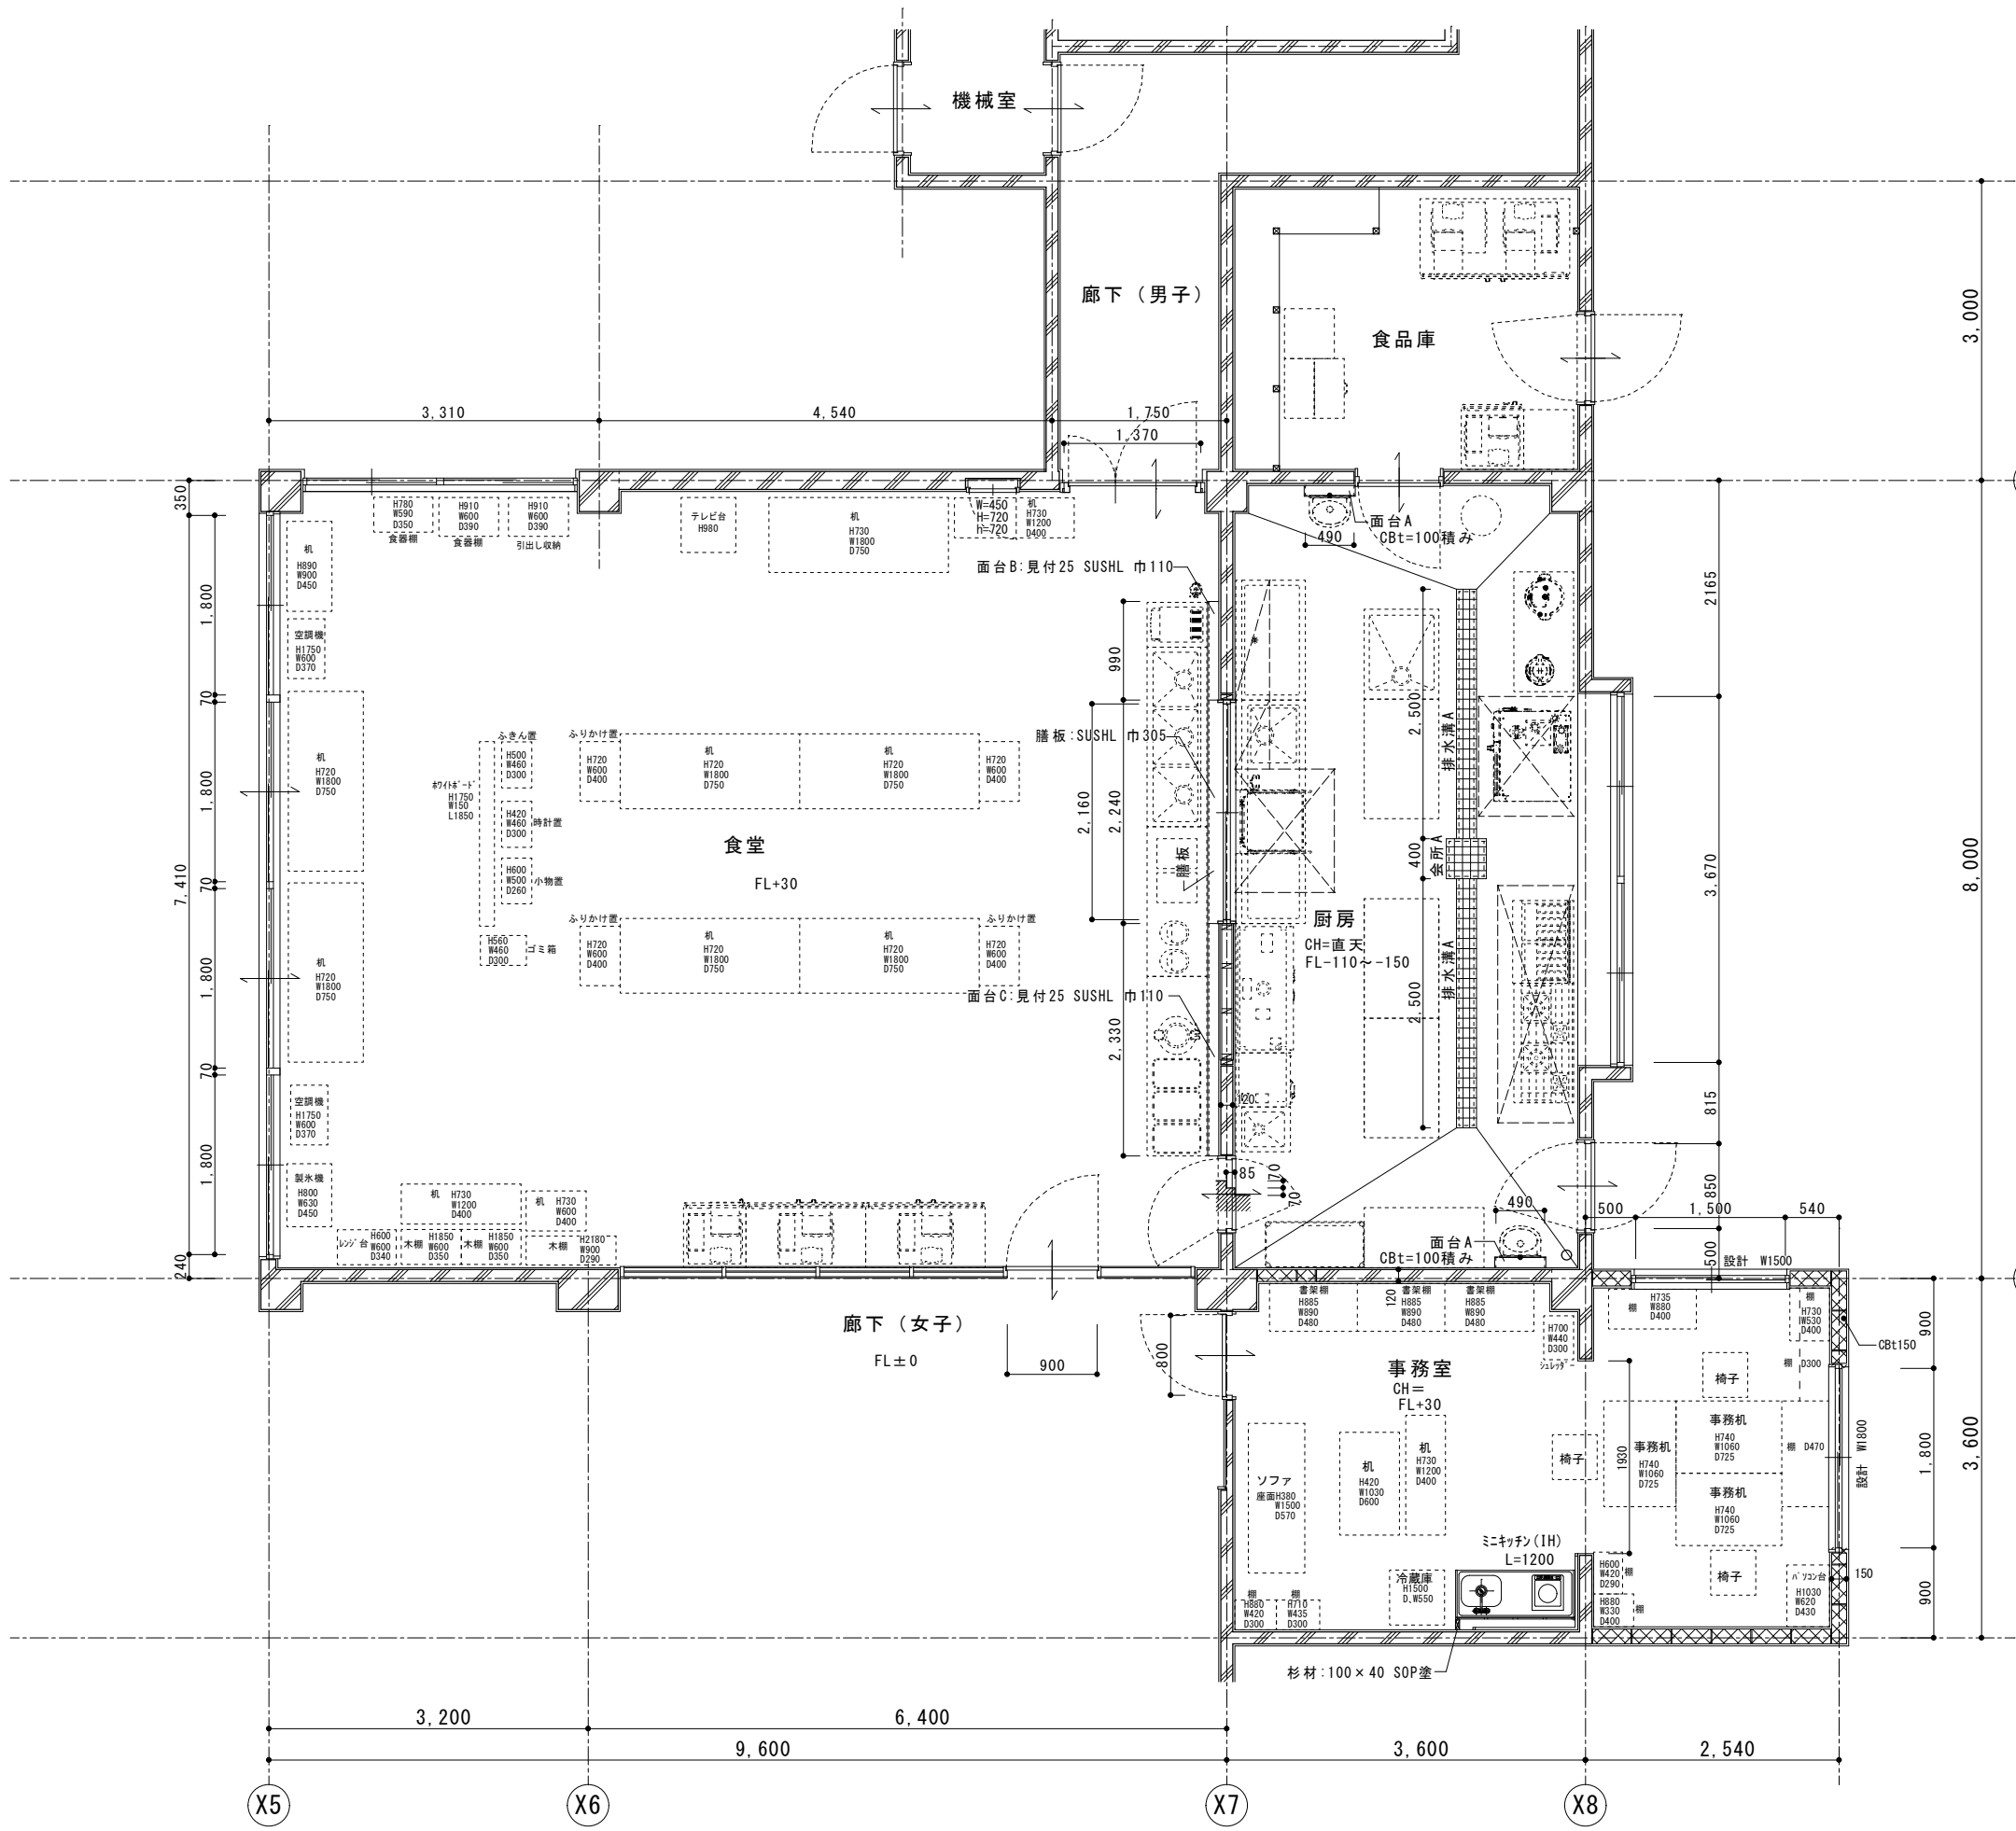 機械室
廊下（男子）
食品庫
3,000
3,310
4,540
1,750
1,370
350
1,800
70
1,800
70
1,800
70
1,800
240
7,410
H780
W590
D350
食器棚
H910
W600
D390
食器棚
H910
W600
D390
引出し収納
テレビ台
H980
机
H730
W1800
D750
W=450
H=720
h=720
机
H730
W1200
D400
面台A
CBt=100積み
490
面台B:見付25 SUSHL 巾110
机
H890
W900
D450
空調機
H1750
W600
D370
机
H720
W1800
D750
机
H720
W1800
D750
空調機
H1750
W600
D370
製氷機
H800
W630
D450
ホワイトボード
H1750
W150
L1850
ふきん置
H500
W460
D300
H420
W460
D300
時計置
H600
W500
D260
小物置
H560
W460
D300
ゴミ箱
ふりかけ置
H720
W600
D400
机
H720
W1800
D750
机
H720
W1800
D750
H720
W600
D400
食堂
FL+30
H720
W600
D400
ふりかけ置
机
H720
W1800
D750
机
H720
W1800
D750
ふりかけ置
H720
W600
D400
膳板:SUSHL 巾305
膳板
990
2,160
2,240
2,330
面台C:見付25 SUSHL 巾110
120
厨房
CH=直天
FL-110～-150
2,500
排水溝A
400
会所A
排水溝A
2,500
2165
3,670
815
850
500
8,000
85
70
70
490
面台A
CBt=100積み
500
1,500
540
設計 W1500
机 H730
W1200
D400
机 H730
W600
D400
レンジ台
H600
W600
D340
木棚
H1850
W600
D350
木棚
H1850
W600
D350
木棚
H2180
W900
D290
廊下（女子）
FL±0
900
800
120
書架棚
H885
W890
D480
書架棚
H885
W890
D480
書架棚
H885
W890
D480
H700
W440
D300
シュレッダー
事務室
CH=
FL+30
棚
H735
W880
D400
棚
H730
W530
D400
CBt150
棚 D300
椅子
椅子
事務机
H740
W1060
D725
事務机
H740
W1060
D725
事務机
H740
W1060
D725
棚 D470
椅子
1930
設計 W1800
900
1,800
900
3,600
ソファ
座面H380
W1500
D570
机
H420
W1030
D600
机
H730
W1200
D400
ミニキッチン(IH)
L=1200
冷蔵庫
H1500
D.W550
棚
H880
W420
D300
棚
H710
W435
D300
H600
W420
D290
棚
H880
W330
D400
棚
パソコン台
H1030
W620
D430
150
杉材:100×40 SOP塗
3,200
6,400
9,600
3,600
2,540
X5
X6
X7
X8